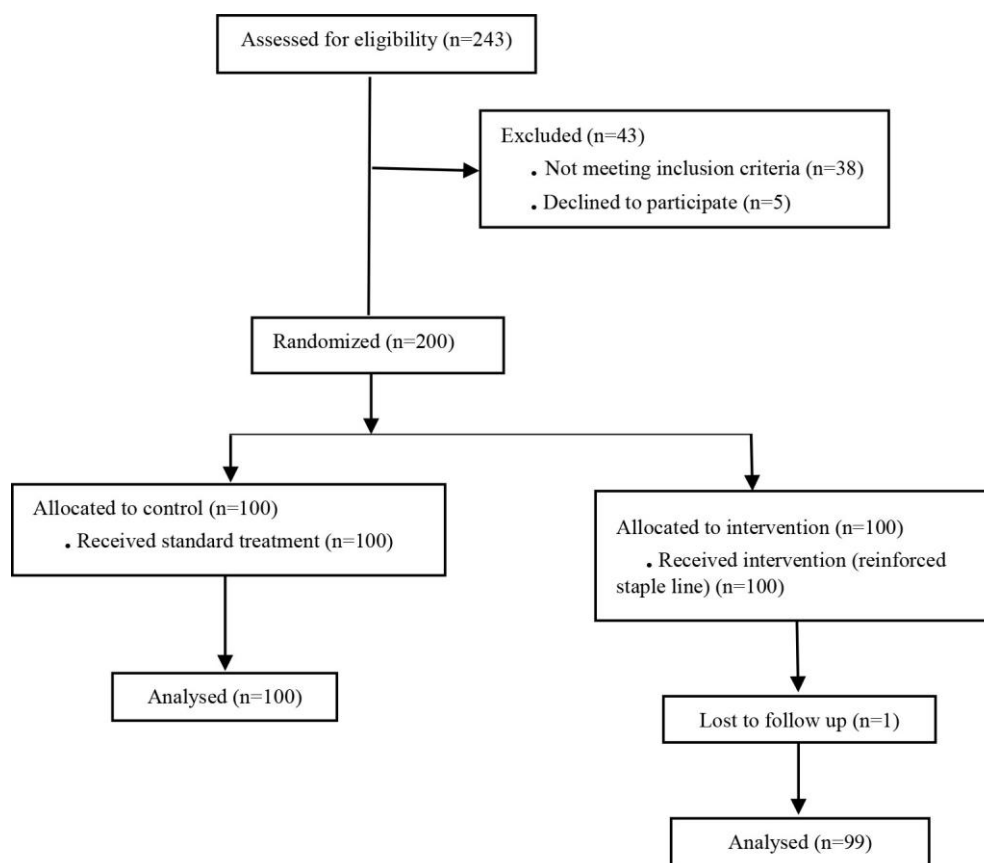 Assessed for eligibility (n=243)
Excluded (n=43)
. Not meeting inclusion criteria (n=38)
. Declined to participate (n=5)
Randomized (n=200)
Allocated to control (n=100)
. Received standard treatment (n=100)
Allocated to intervention (n=100)
. Received intervention (reinforced
staple line) (n=100)
Analysed (n=100)
Lost to follow up (n=1)
Analysed (n=99)